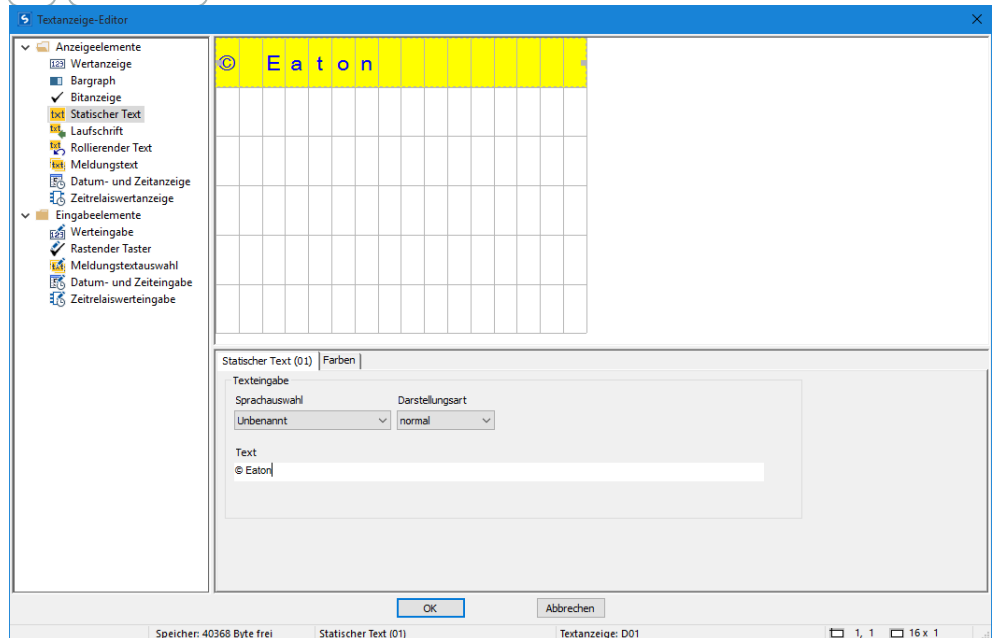 Textanzeige-Editor
Anzeigeelemente
Wertanzeige
Bargraph
Bitanzeige
Statischer Text
Laufschrift
Rollierender Text
Meldungstext
Datum- und Zeitanzeige
Zeitrelaiswertanzeige
Eingabeelemente
Werteingabe
Rastender Taster
Meldungstextauswahl
Datum- und Zeiteingabe
Zeitrelaiswerteingabe
© Eaton
Statischer Text (01) Farben
Texteingabe
Sprachauswahl Darstellungsart
Unbenannt normal
Text
© Eaton
OK Abbrechen
Speicher: 40368 Byte frei Statischer Text (01) Textanzeige: D01 1, 1 16 x 1